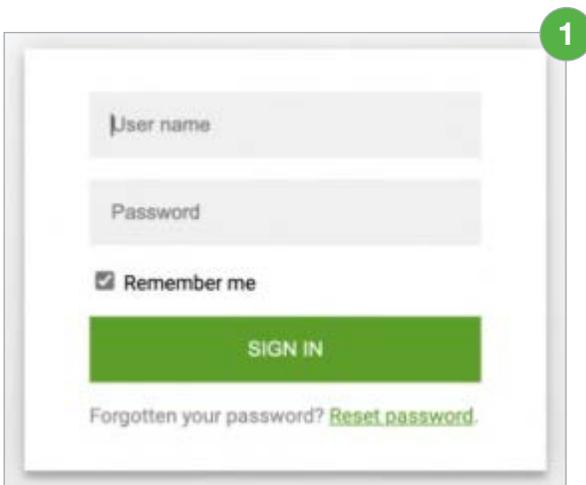 1
User name
Password
Remember me
SIGN IN
Forgotten your password? Reset password.